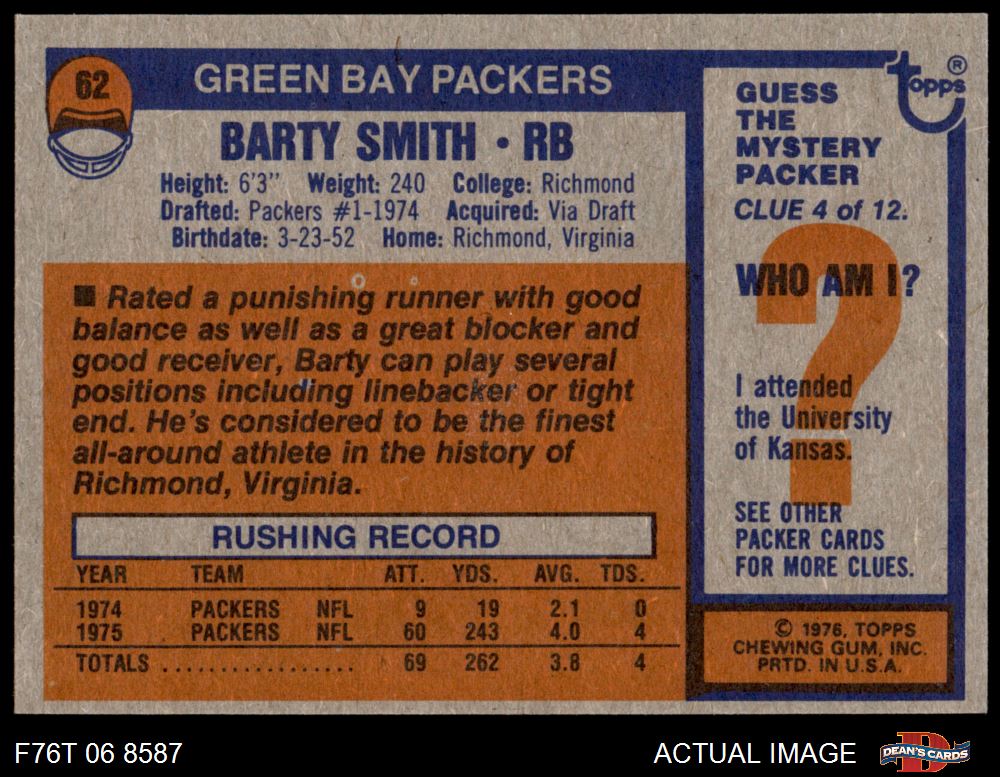 62
GREEN BAY PACKERS
BARTY SMITH • RB
Height: 6'3" Weight: 240 College: Richmond
Drafted: Packers #1-1974 Acquired: Via Draft
Birthdate: 3-23-52 Home: Richmond, Virginia
■ Rated a punishing runner with good
balance as well as a great blocker and
good receiver, Barty can play several
positions including linebacker or tight
end. He's considered to be the finest
all-around athlete in the history of
Richmond, Virginia.
RUSHING RECORD
YEAR TEAM ATT. YDS. AVG. TDS.
1974 PACKERS NFL 9 19 2.1 0
1975 PACKERS NFL 60 243 4.0 4
TOTALS ................. 69 262 3.8 4
topps®
GUESS
THE
MYSTERY
PACKER
CLUE 4 of 12:
?
WHO AM I?
I attended
the University
of Kansas.
SEE OTHER
PACKER CARDS
FOR MORE CLUES.
© 1976, TOPPS
CHEWING GUM, INC.
PRTD. IN U.S.A.
F76T 06 8587 ACTUAL IMAGE D DEAN'S CARDS